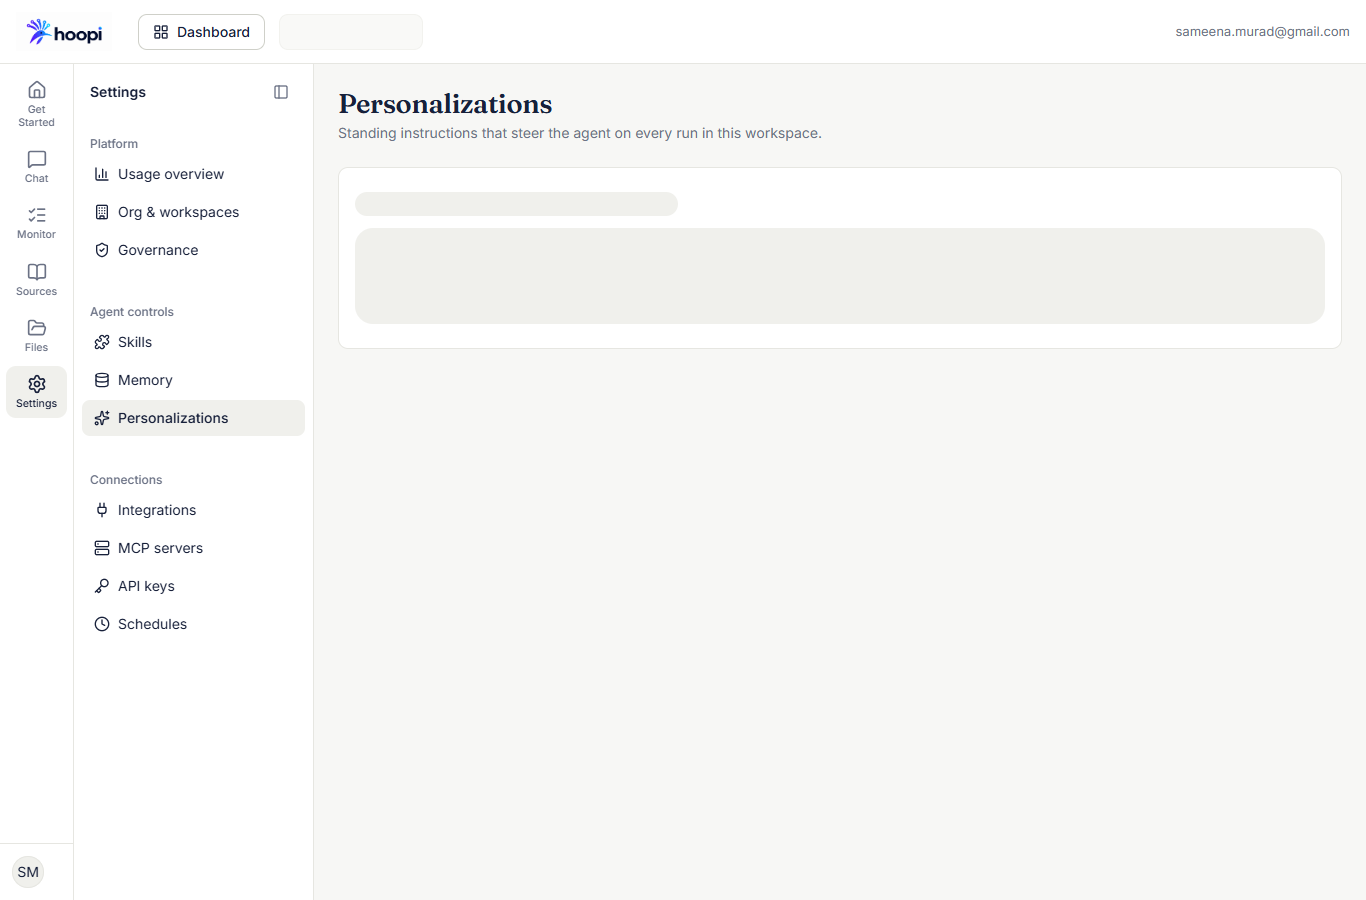 hoopi
Dashboard
sameena.murad@gmail.com
Get
Started
Chat
Monitor
Sources
Files
Settings
SM
Settings
Platform
Usage overview
Org & workspaces
Governance
Agent controls
Skills
Memory
Personalizations
Connections
Integrations
MCP servers
API keys
Schedules
Personalizations
Standing instructions that steer the agent on every run in this workspace.